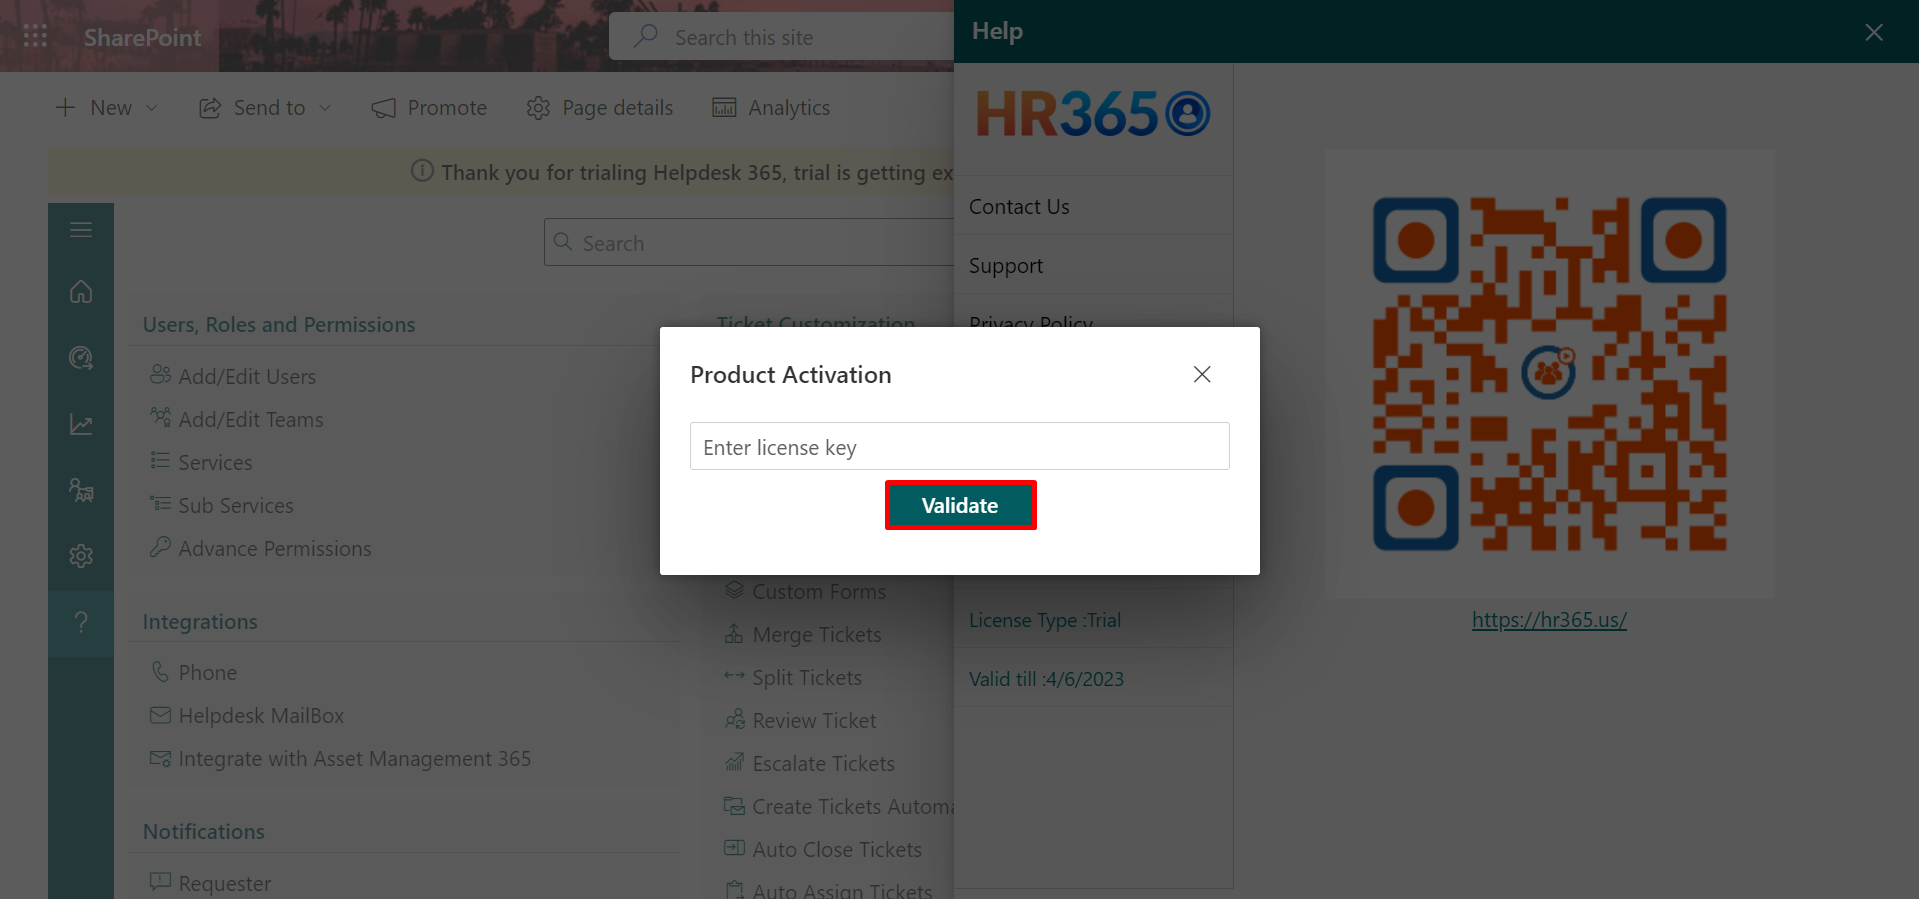 SharePoint
Search this site
New
Send to
Promote
Page details
Analytics
Thank you for trialing Helpdesk 365, trial is getting ex
Search
Users, Roles and Permissions
Add/Edit Users
Add/Edit Teams
Services
Sub Services
Advance Permissions
Integrations
Phone
Helpdesk MailBox
Integrate with Asset Management 365
Notifications
Requester
Ticket Customization
Custom Forms
Merge Tickets
Split Tickets
Review Ticket
Escalate Tickets
Create Tickets Automa
Auto Close Tickets
Auto Assign Tickets
Help
HR365
Contact Us
Support
Privacy Policy
License Type :Trial
Valid till :4/6/2023
https://hr365.us/
Product Activation
Enter license key
Validate